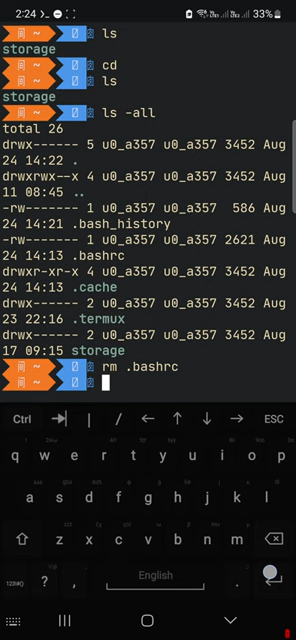 2:24
33%
~ ls
storage
~ cd
~ ls
storage
~ ls -all
total 26
drwx------ 5 u0_a357 u0_a357 3452 Aug
24 14:22 .
drwxrwx--x 4 u0_a357 u0_a357 3452 Aug
11 08:45 ..
-rw------- 1 u0_a357 u0_a357  586 Aug
24 14:21 .bash_history
-rw------- 1 u0_a357 u0_a357 2621 Aug
24 14:13 .bashrc
drwxr-xr-x 4 u0_a357 u0_a357 3452 Aug
24 14:13 .cache
drwx------ 2 u0_a357 u0_a357 3452 Aug
23 22:16 .termux
drwx------ 2 u0_a357 u0_a357 3452 Aug
17 09:15 storage
~ rm .bashrc
~
Ctrl | / ← ↑ ↓ → ESC
q w e r t y u i o p
a s d f g h j k l
z x c v b n m
123!#() ? , English .